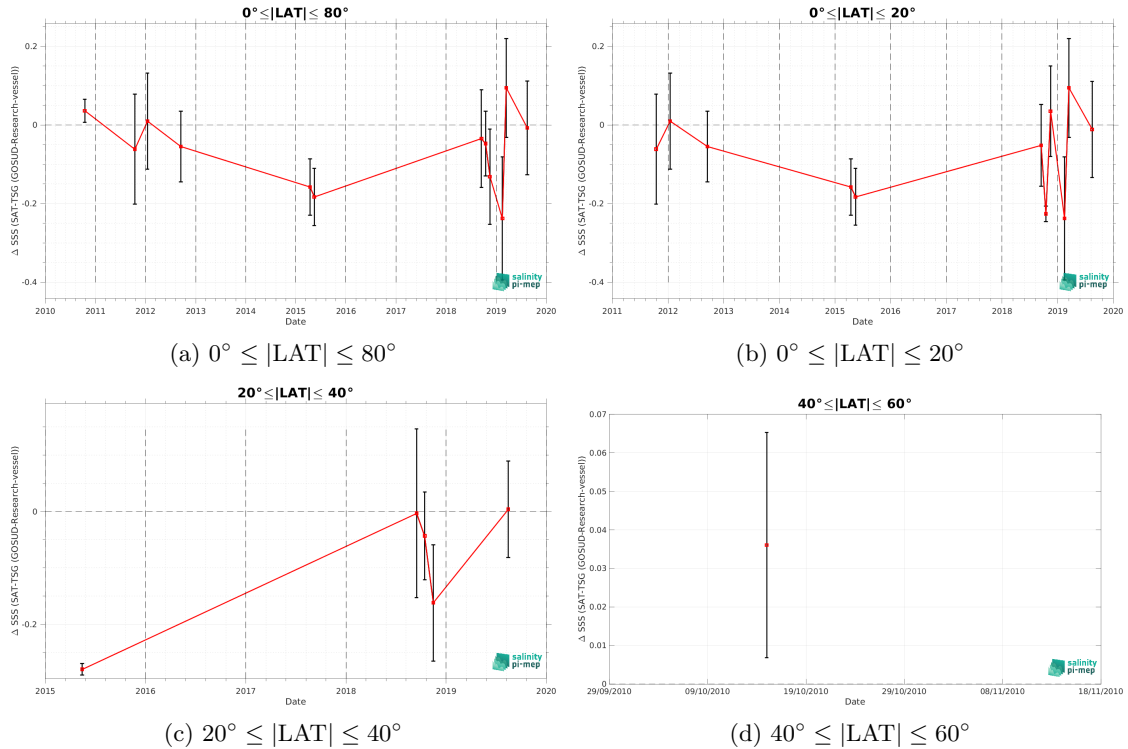 0°≤|LAT|≤ 80°
Δ SSS (SAT-TSG (GOSUD-Research-vessel))
0.2
0
-0.2
-0.4
2010 2011 2012 2013 2014 2015 2016 2017 2018 2019 2020
Date
salinity
pi-mep
(a) 0° ≤ |LAT| ≤ 80°
0°≤|LAT|≤ 20°
Δ SSS (SAT-TSG (GOSUD-Research-vessel))
0.2
0
-0.2
-0.4
2011 2012 2013 2014 2015 2016 2017 2018 2019 2020
Date
salinity
pi-mep
(b) 0° ≤ |LAT| ≤ 20°
20°≤|LAT|≤ 40°
Δ SSS (SAT-TSG (GOSUD-Research-vessel))
0
-0.2
2015 2016 2017 2018 2019 2020
Date
salinity
pi-mep
(c) 20° ≤ |LAT| ≤ 40°
40°≤|LAT|≤ 60°
Δ SSS (SAT-TSG (GOSUD-Research-vessel))
0.07
0.06
0.05
0.04
0.03
0.02
0.01
0
29/09/2010 09/10/2010 19/10/2010 29/10/2010 08/11/2010 18/11/2010
Date
salinity
pi-mep
(d) 40° ≤ |LAT| ≤ 60°